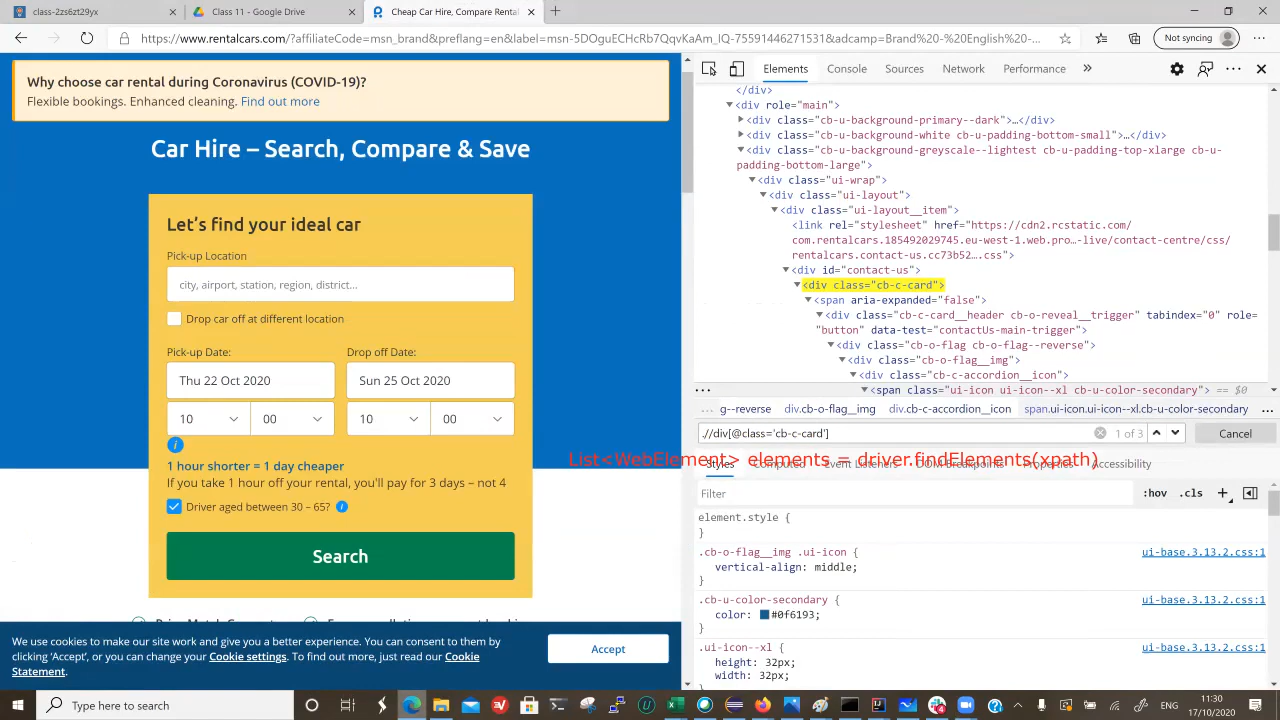 class-2zs6yt2xyt
Class 11 - Google Drive
Cheap Car Hire, Compare Rental
https://www.rentalcars.com/?affiliateCode=msn_brand&preflang=en&label=msn-5DOguECHrRb7gTSg7QqvKaAm_IQ-75591446271531&adcamp=Brand%20-%20English%20-...
Not syncing
Why choose car rental during Coronavirus (COVID-19)?
Flexible bookings. Enhanced cleaning. Find out more
Car Hire – Search, Compare & Save
Let's find your ideal car
Pick-up Location
city, airport, station, region, district...
Drop car off at different location
Pick-up Date:
Drop off Date:
Thu 22 Oct 2020
Sun 25 Oct 2020
10
00
10
00
1 hour shorter = 1 day cheaper
If you take 1 hour off your rental, you'll pay for 3 days – not 4
Driver aged between 30 – 65?
Search
We use cookies to make our site work and give you a better experience. You can consent to them by
clicking 'Accept', or you can change your Cookie settings. To find out more, just read our Cookie
Statement.
Accept
Elements
Console
Sources
Network
Performance
</div>
<div role="main">
<div class="cb-u-background-primary--dark">…</div>
<div class="cb-u-background-white cb-u-padding-bottom-small">…</div>
<div class="cb-u-background-greyscale--lightest cb-u-padding-top-xlarge cb-u-
padding-bottom-large">
<div class="ui-wrap">
<div class="ui-layout">
<div class="ui-layout__item">
<link rel="stylesheet" href="https://cdn2.rcstatic.com/
com.rentalcars.185492029745.eu-west-1.web.pro…-live/contact-centre/css/
rentalcars.contact-us.cc73b52….css">
<div id="contact-us">
<div class="cb-c-card">
<span aria-expanded="false">
<div class="cb-c-card__header cb-o-reveal__trigger" tabindex="0" role=
"button" data-test="contactUs-main-trigger">
<div class="cb-o-flag cb-o-flag--reverse">
<div class="cb-o-flag__img">
<div class="cb-c-accordion__icon">
<span class="ui-icon ui-icon--xl cb-u-color-secondary"> == $0
g--reverse
div.cb-o-flag__img
div.cb-c-accordion__icon
span.ui-icon.ui-icon--xl.cb-u-color-secondary
.//div[@class='cb-c-card']
1 of 3
Cancel
List<WebElement> elements = driver.findElements(xpath)
Styles
Computed
Event Listeners
DOM Breakpoints
Properties
Accessibility
Filter
:hov
.cls
element.style {
}
.cb-o-flag__img .ui-icon {
ui-base.3.13.2.css:1
vertical-align: middle;
}
.cb-u-color-secondary {
ui-base.3.13.2.css:1
color: #0f6193;
}
.ui-icon--xl {
ui-base.3.13.2.css:1
height: 32px;
width: 32px;
Type here to search
11:30
17/10/2020